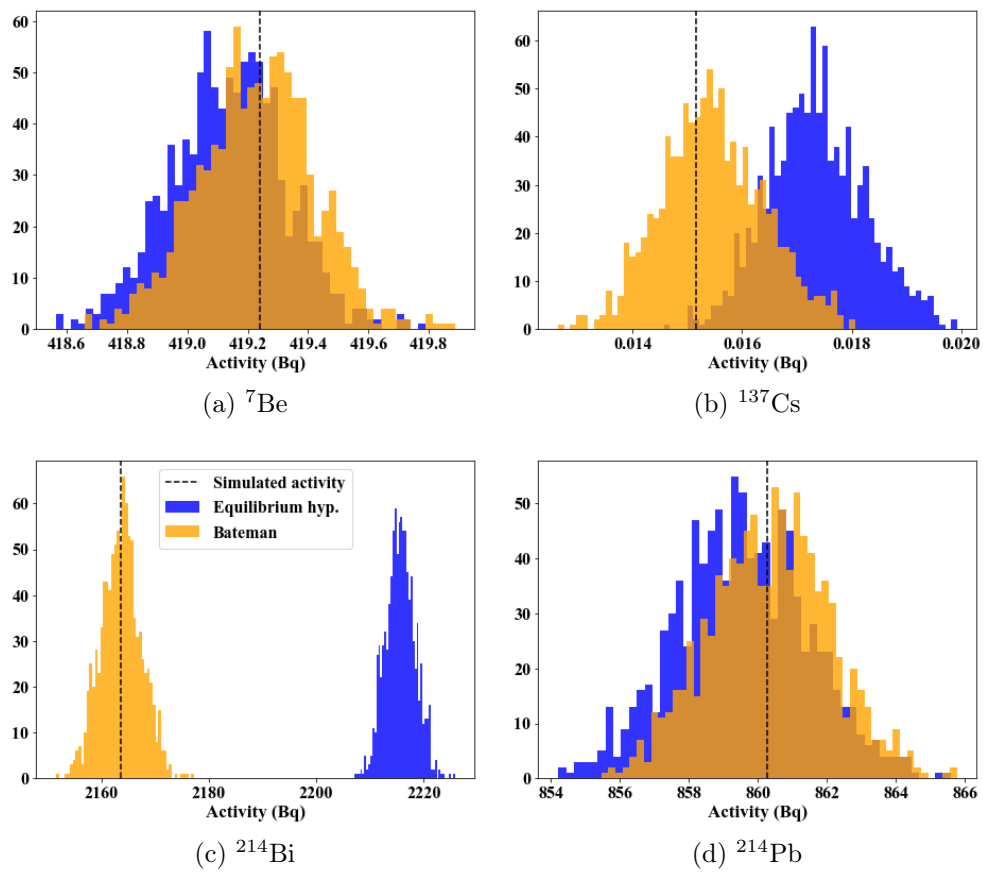 60
50
40
30
20
10
0
418.6 418.8 419.0 419.2 419.4 419.6 419.8
Activity (Bq)
(a) ⁷Be
60
50
40
30
20
10
0
0.014 0.016 0.018 0.020
Activity (Bq)
(b) ¹³⁷Cs
60
50
40
30
20
10
0
Simulated activity
Equilibrium hyp.
Bateman
2160 2180 2200 2220
Activity (Bq)
(c) ²¹⁴Bi
50
40
30
20
10
0
854 856 858 860 862 864 866
Activity (Bq)
(d) ²¹⁴Pb